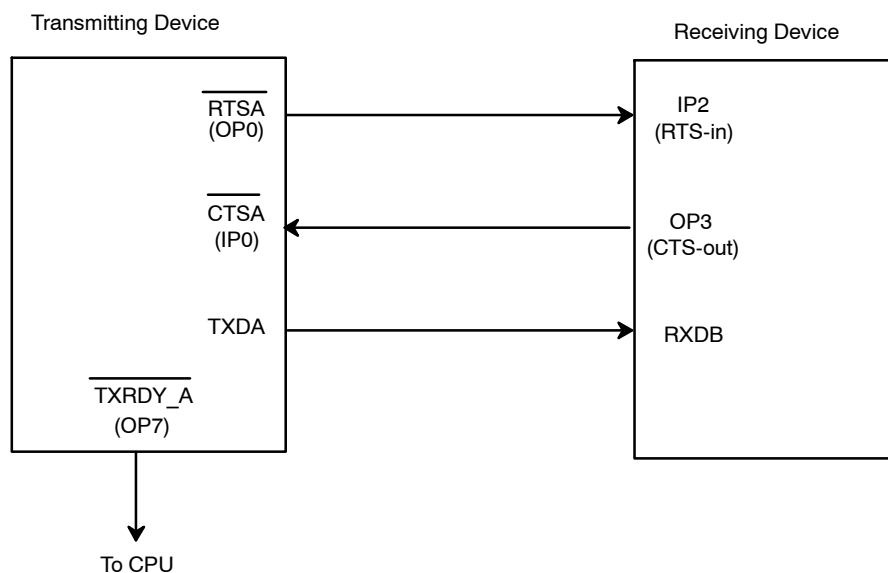 Transmitting Device
Receiving Device
RTSA
(OP0)
IP2
(RTS-in)
CTSA
(IP0)
OP3
(CTS-out)
TXDA
RXDB
TXRDY_A
(OP7)
To CPU